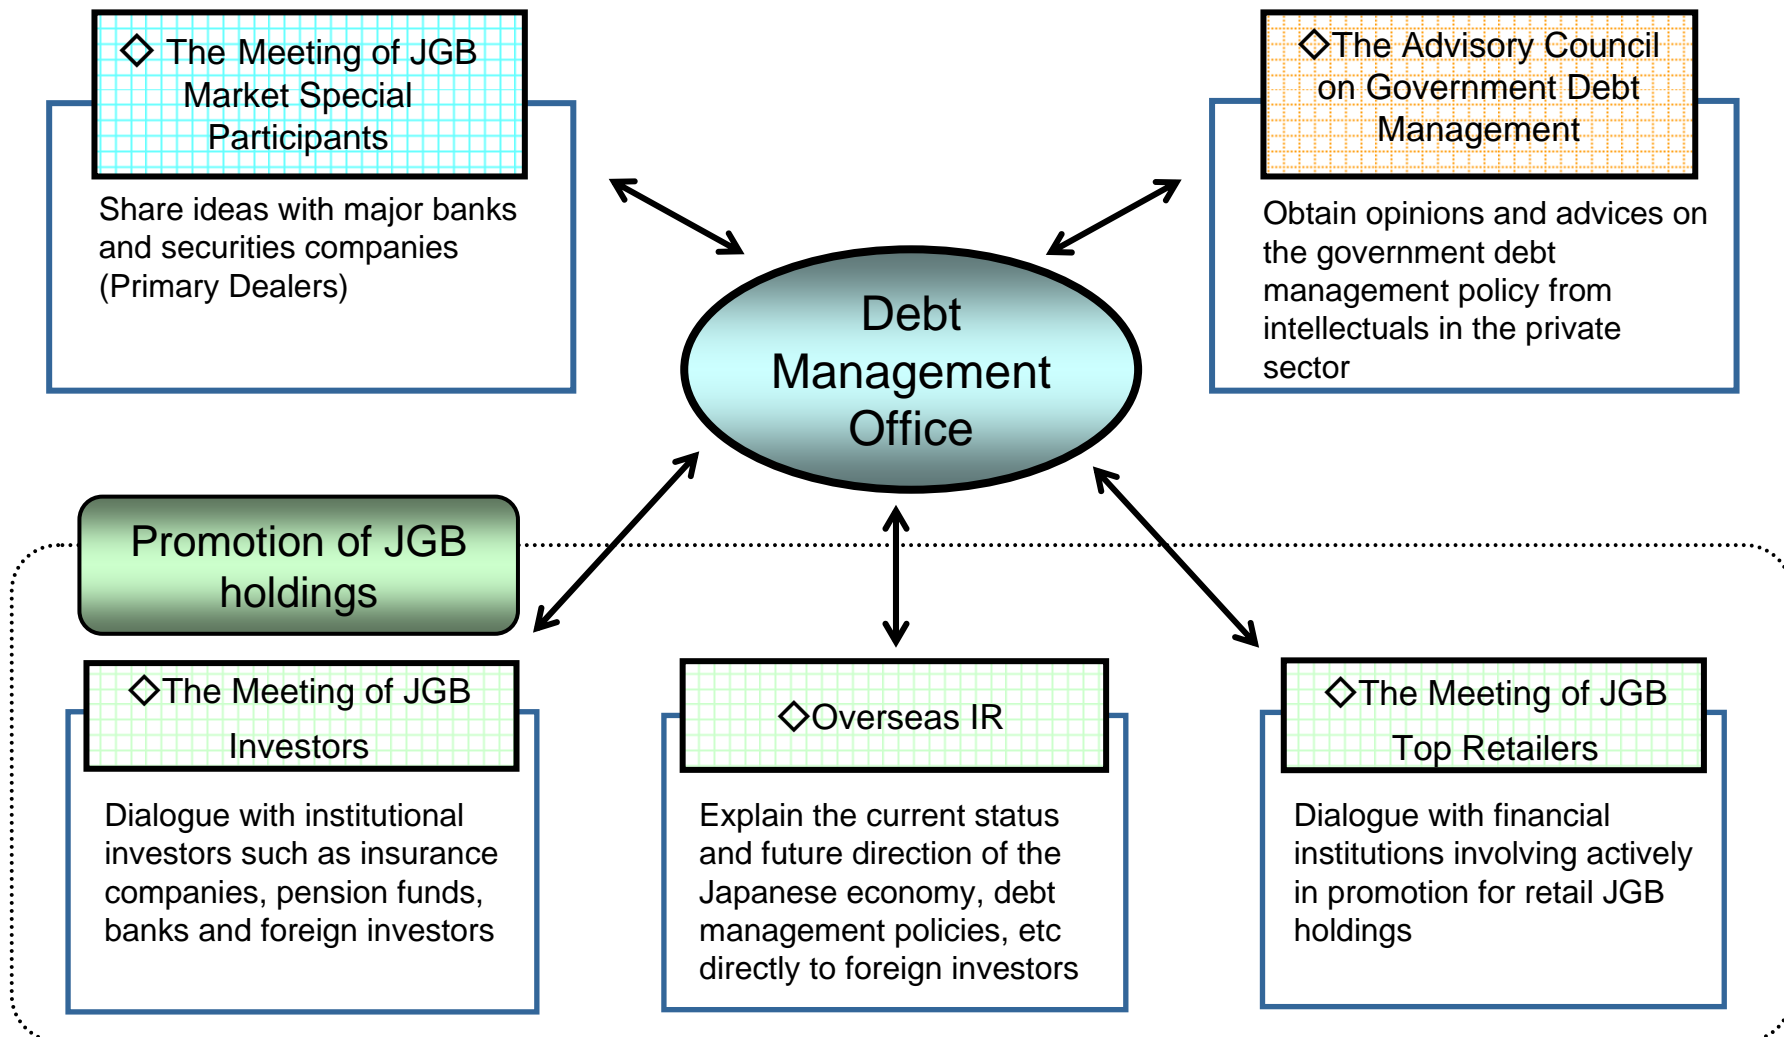 ◇ The Meeting of JGB
Market Special
Participants
Share ideas with major banks
and securities companies
(Primary Dealers)
◇The Advisory Council
on Government Debt
Management
Obtain opinions and advices on
the government debt
management policy from
intellectuals in the private
sector
Debt
Management
Office
Promotion of JGB
holdings
◇The Meeting of JGB
Investors
Dialogue with institutional
investors such as insurance
companies, pension funds,
banks and foreign investors
◇Overseas IR
Explain the current status
and future direction of the
Japanese economy, debt
management policies, etc
directly to foreign investors
◇The Meeting of JGB
Top Retailers
Dialogue with financial
institutions involving actively
in promotion for retail JGB
holdings